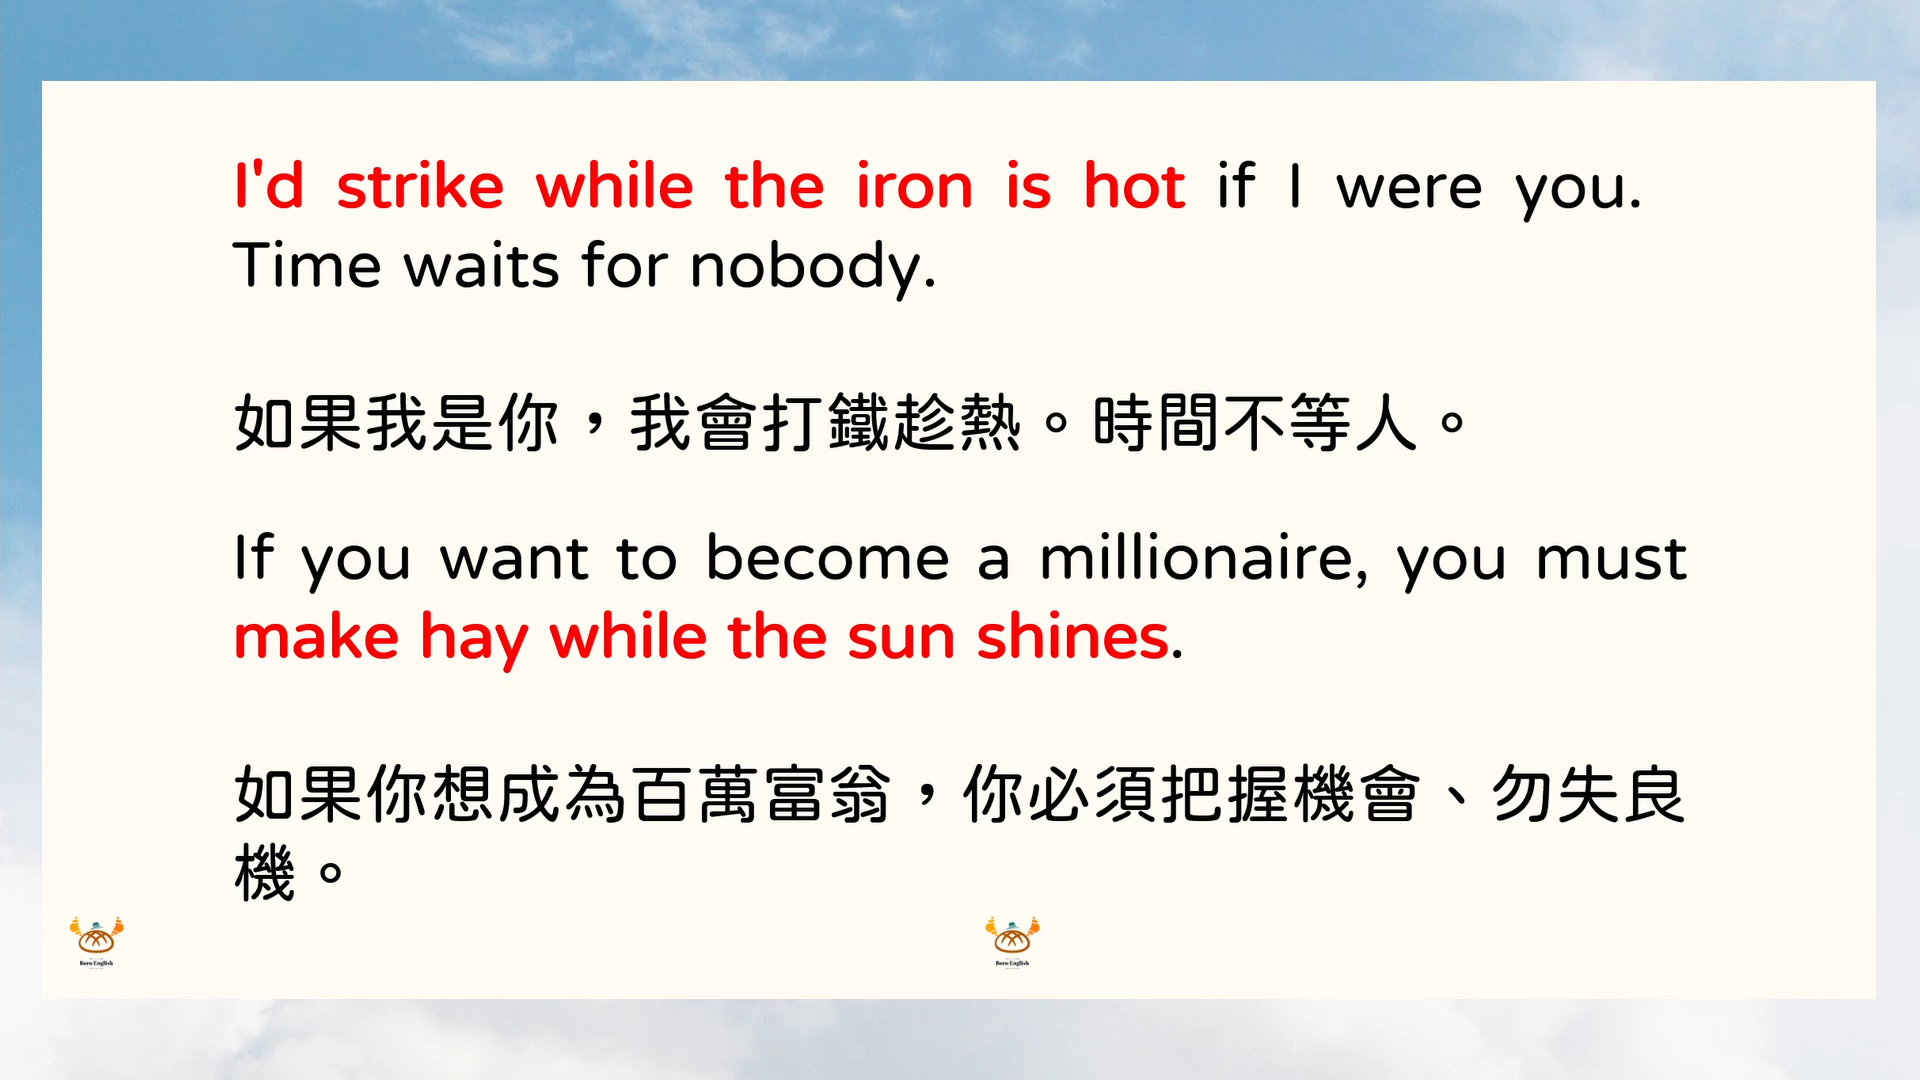 I'd strike while the iron is hot if I were you.
Time waits for nobody.
如果我是你，我會打鐵趁熱。時間不等人。
If you want to become a millionaire, you must
make hay while the sun shines.
如果你想成為百萬富翁，你必須把握機會、勿失良
機。